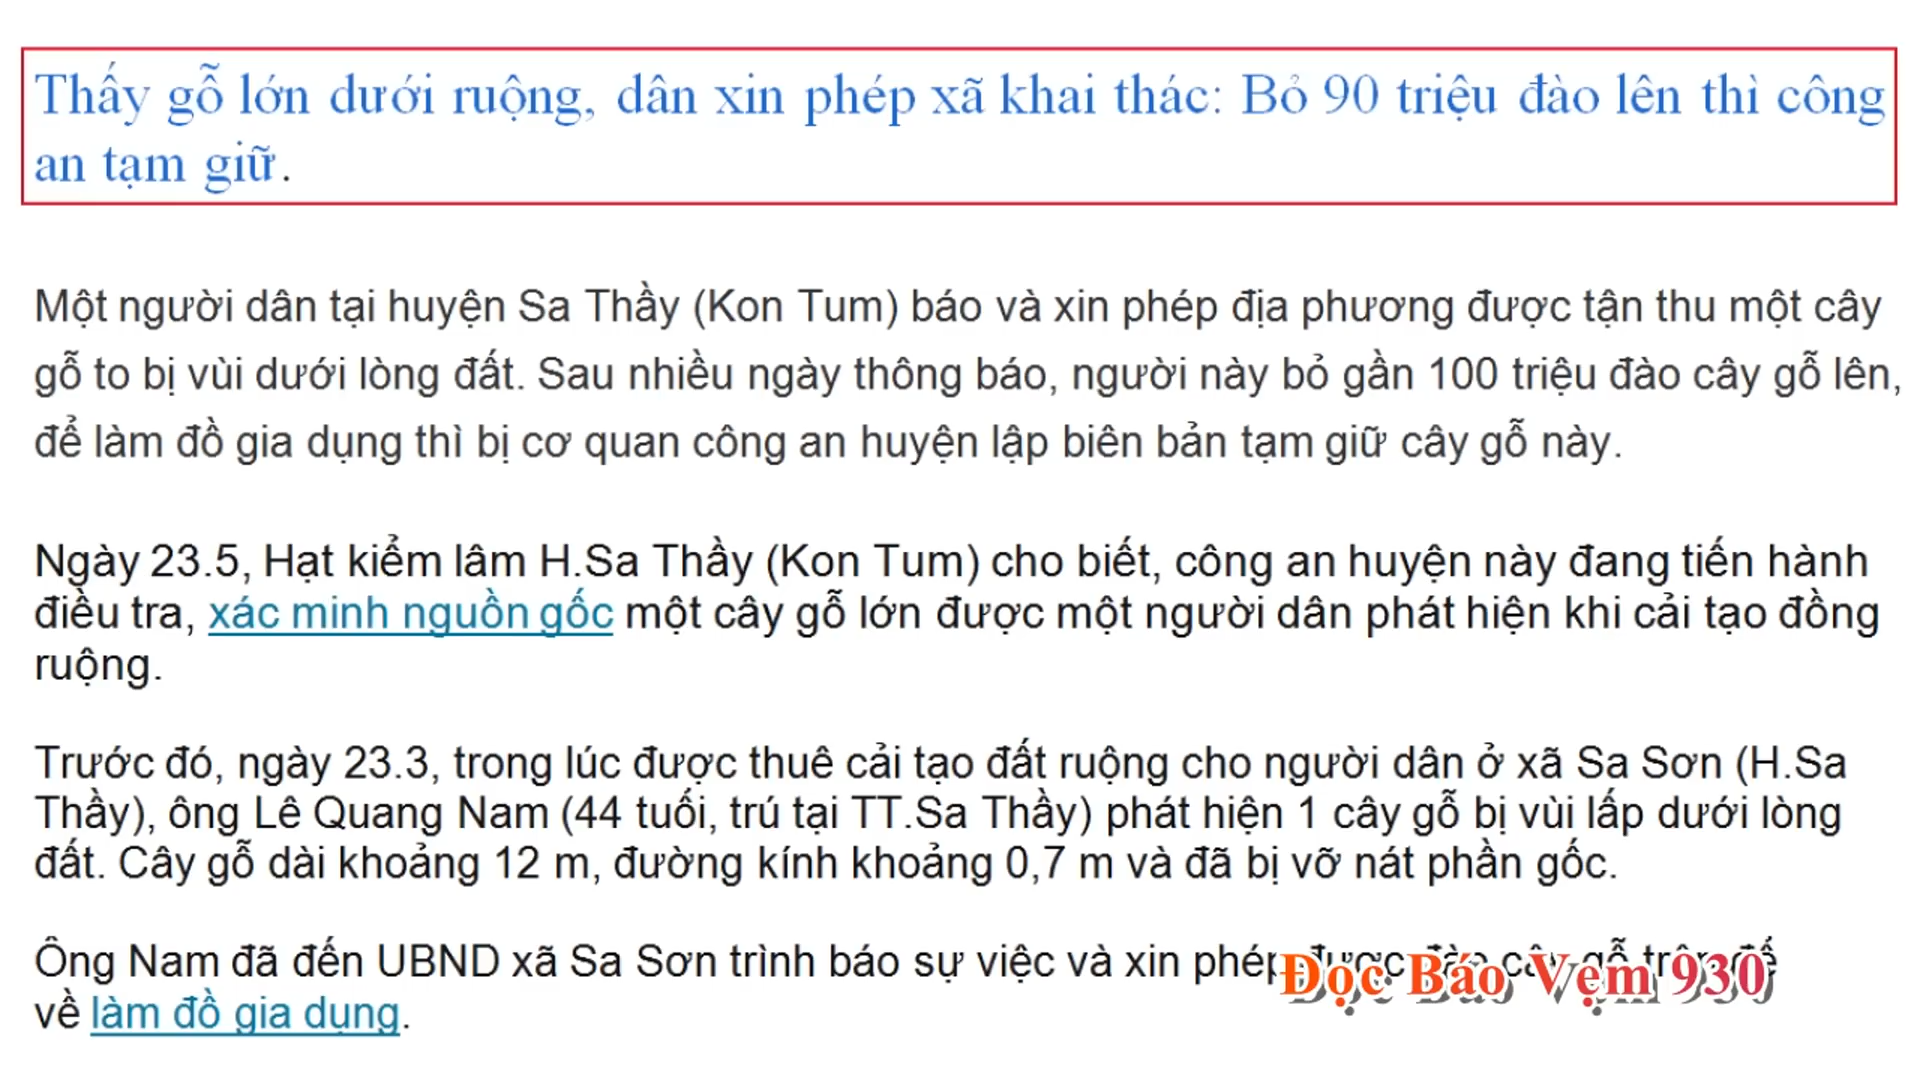 Thấy gỗ lớn dưới ruộng, dân xin phép xã khai thác: Bỏ 90 triệu đào lên thì công
an tạm giữ.
Một người dân tại huyện Sa Thầy (Kon Tum) báo và xin phép địa phương được tận thu một cây
gỗ to bị vùi dưới lòng đất. Sau nhiều ngày thông báo, người này bỏ gần 100 triệu đào cây gỗ lên,
để làm đồ gia dụng thì bị cơ quan công an huyện lập biên bản tạm giữ cây gỗ này.
Ngày 23.5, Hạt kiểm lâm H.Sa Thầy (Kon Tum) cho biết, công an huyện này đang tiến hành
điều tra, xác minh nguồn gốc một cây gỗ lớn được một người dân phát hiện khi cải tạo đồng
ruộng.
Trước đó, ngày 23.3, trong lúc được thuê cải tạo đất ruộng cho người dân ở xã Sa Sơn (H.Sa
Thầy), ông Lê Quang Nam (44 tuổi, trú tại TT.Sa Thầy) phát hiện 1 cây gỗ bị vùi lấp dưới lòng
đất. Cây gỗ dài khoảng 12 m, đường kính khoảng 0,7 m và đã bị vỡ nát phần gốc.
Ông Nam đã đến UBND xã Sa Sơn trình báo sự việc và xin phép được đào cây gỗ trên để
về làm đồ gia dụng.
Đọc Báo Vẹm 930